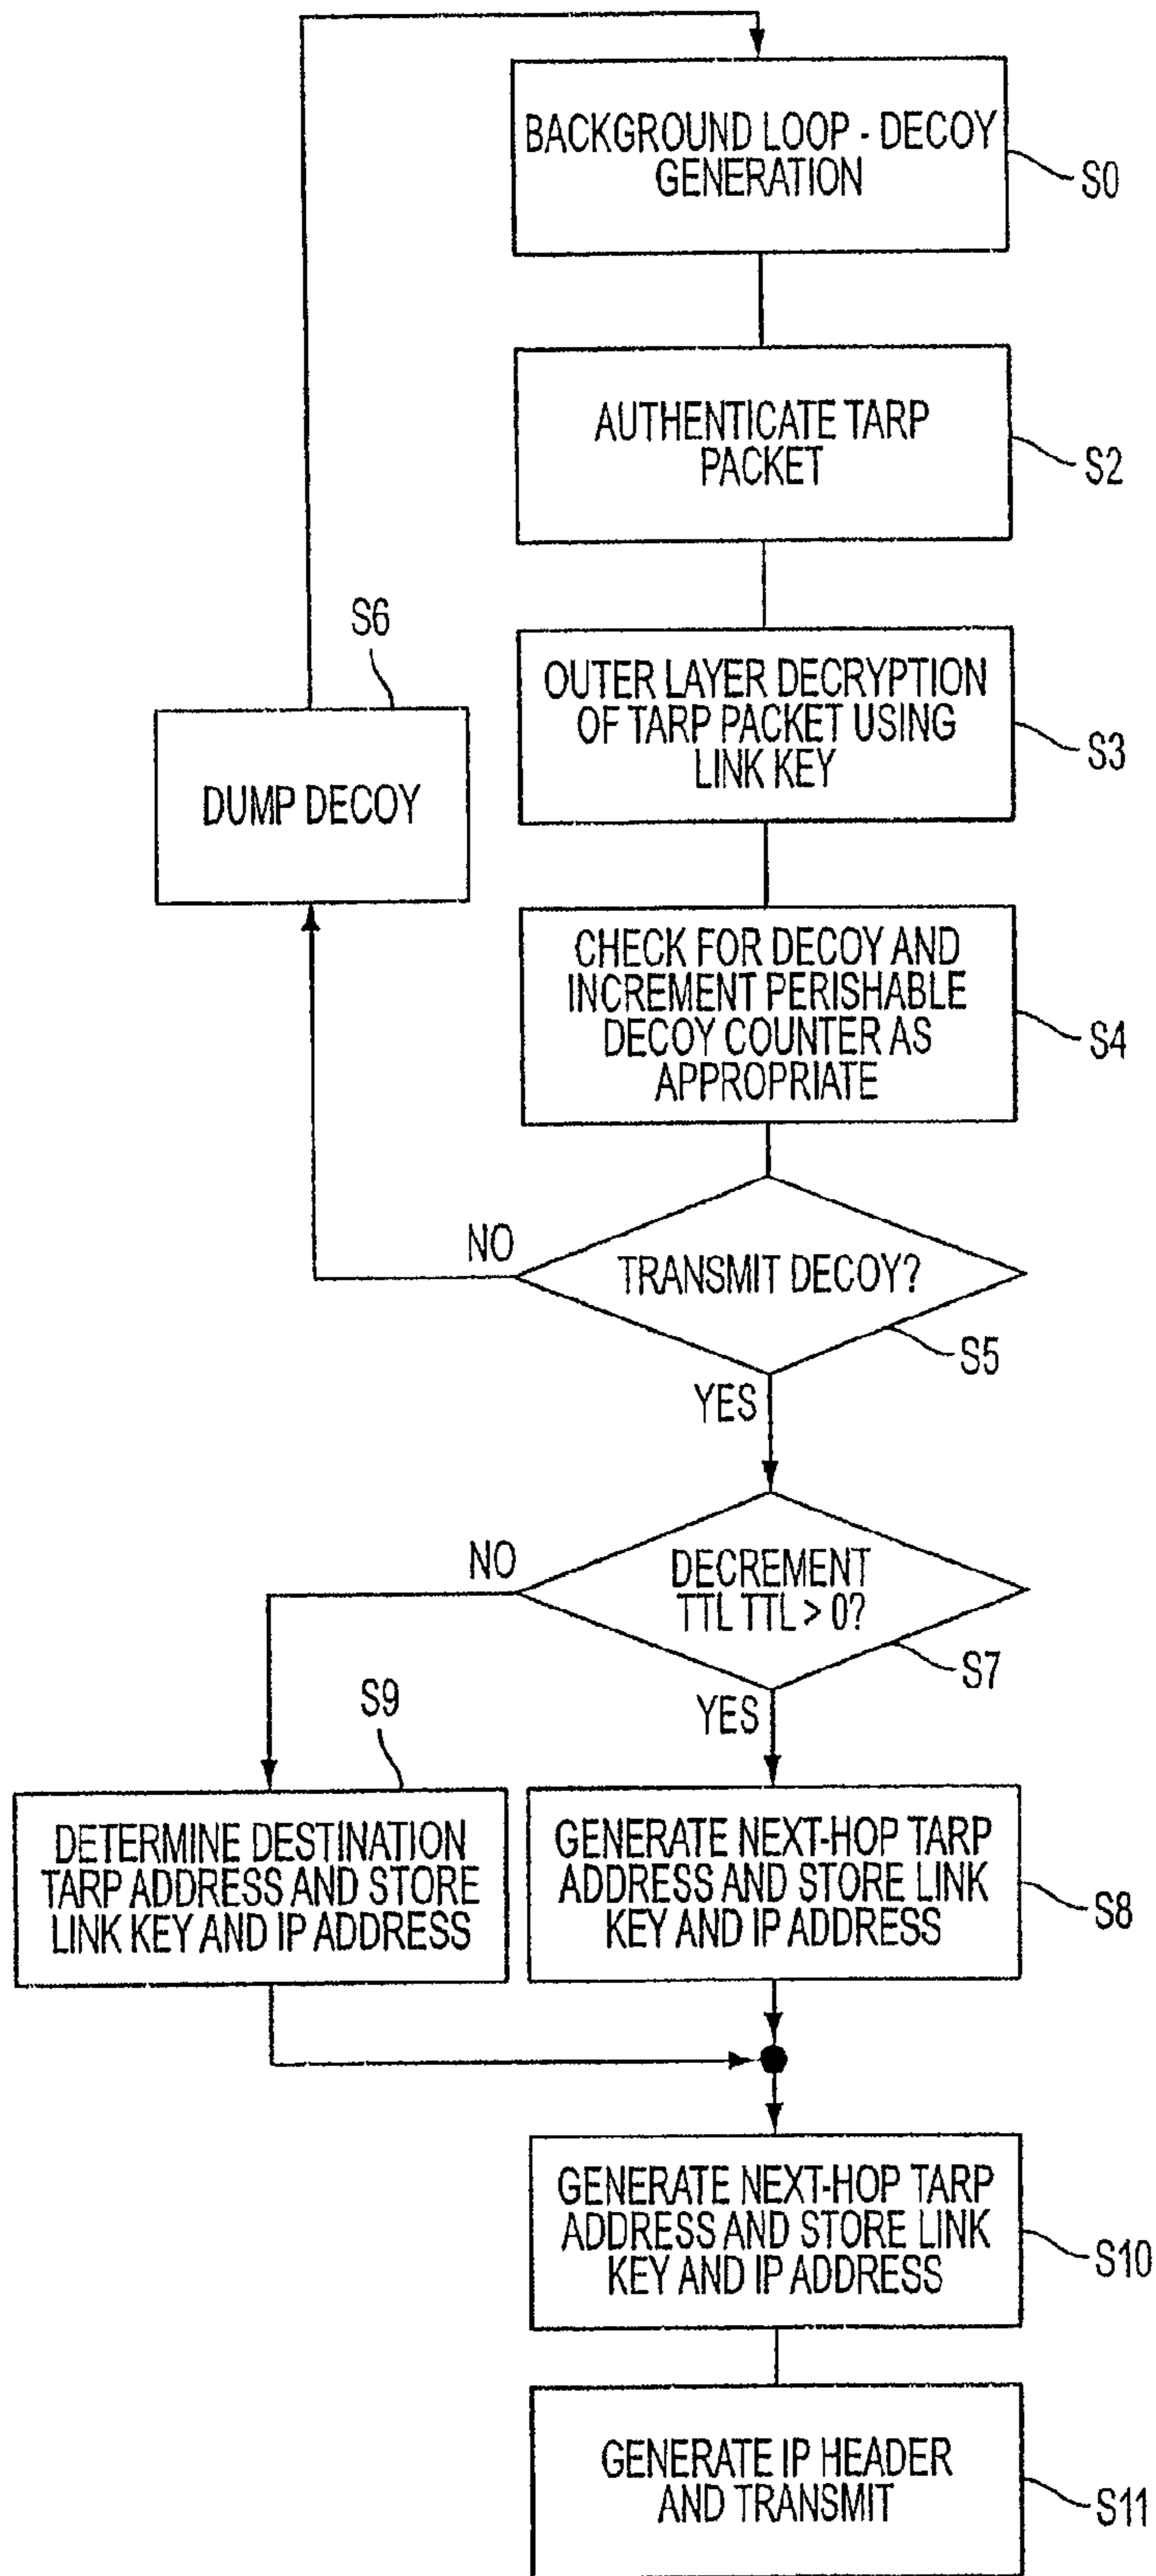 BACKGROUND LOOP - DECOY
GENERATION
S0
AUTHENTICATE TARP
PACKET
S2
OUTER LAYER DECRYPTION
OF TARP PACKET USING
LINK KEY
S3
S6
DUMP DECOY
CHECK FOR DECOY AND
INCREMENT PERISHABLE
DECOY COUNTER AS
APPROPRIATE
S4
NO
TRANSMIT DECOY?
S5
YES
NO
DECREMENT
TTL TTL > 0?
S7
YES
S9
DETERMINE DESTINATION
TARP ADDRESS AND STORE
LINK KEY AND IP ADDRESS
GENERATE NEXT-HOP TARP
ADDRESS AND STORE LINK
KEY AND IP ADDRESS
S8
GENERATE NEXT-HOP TARP
ADDRESS AND STORE LINK
KEY AND IP ADDRESS
S10
GENERATE IP HEADER
AND TRANSMIT
S11